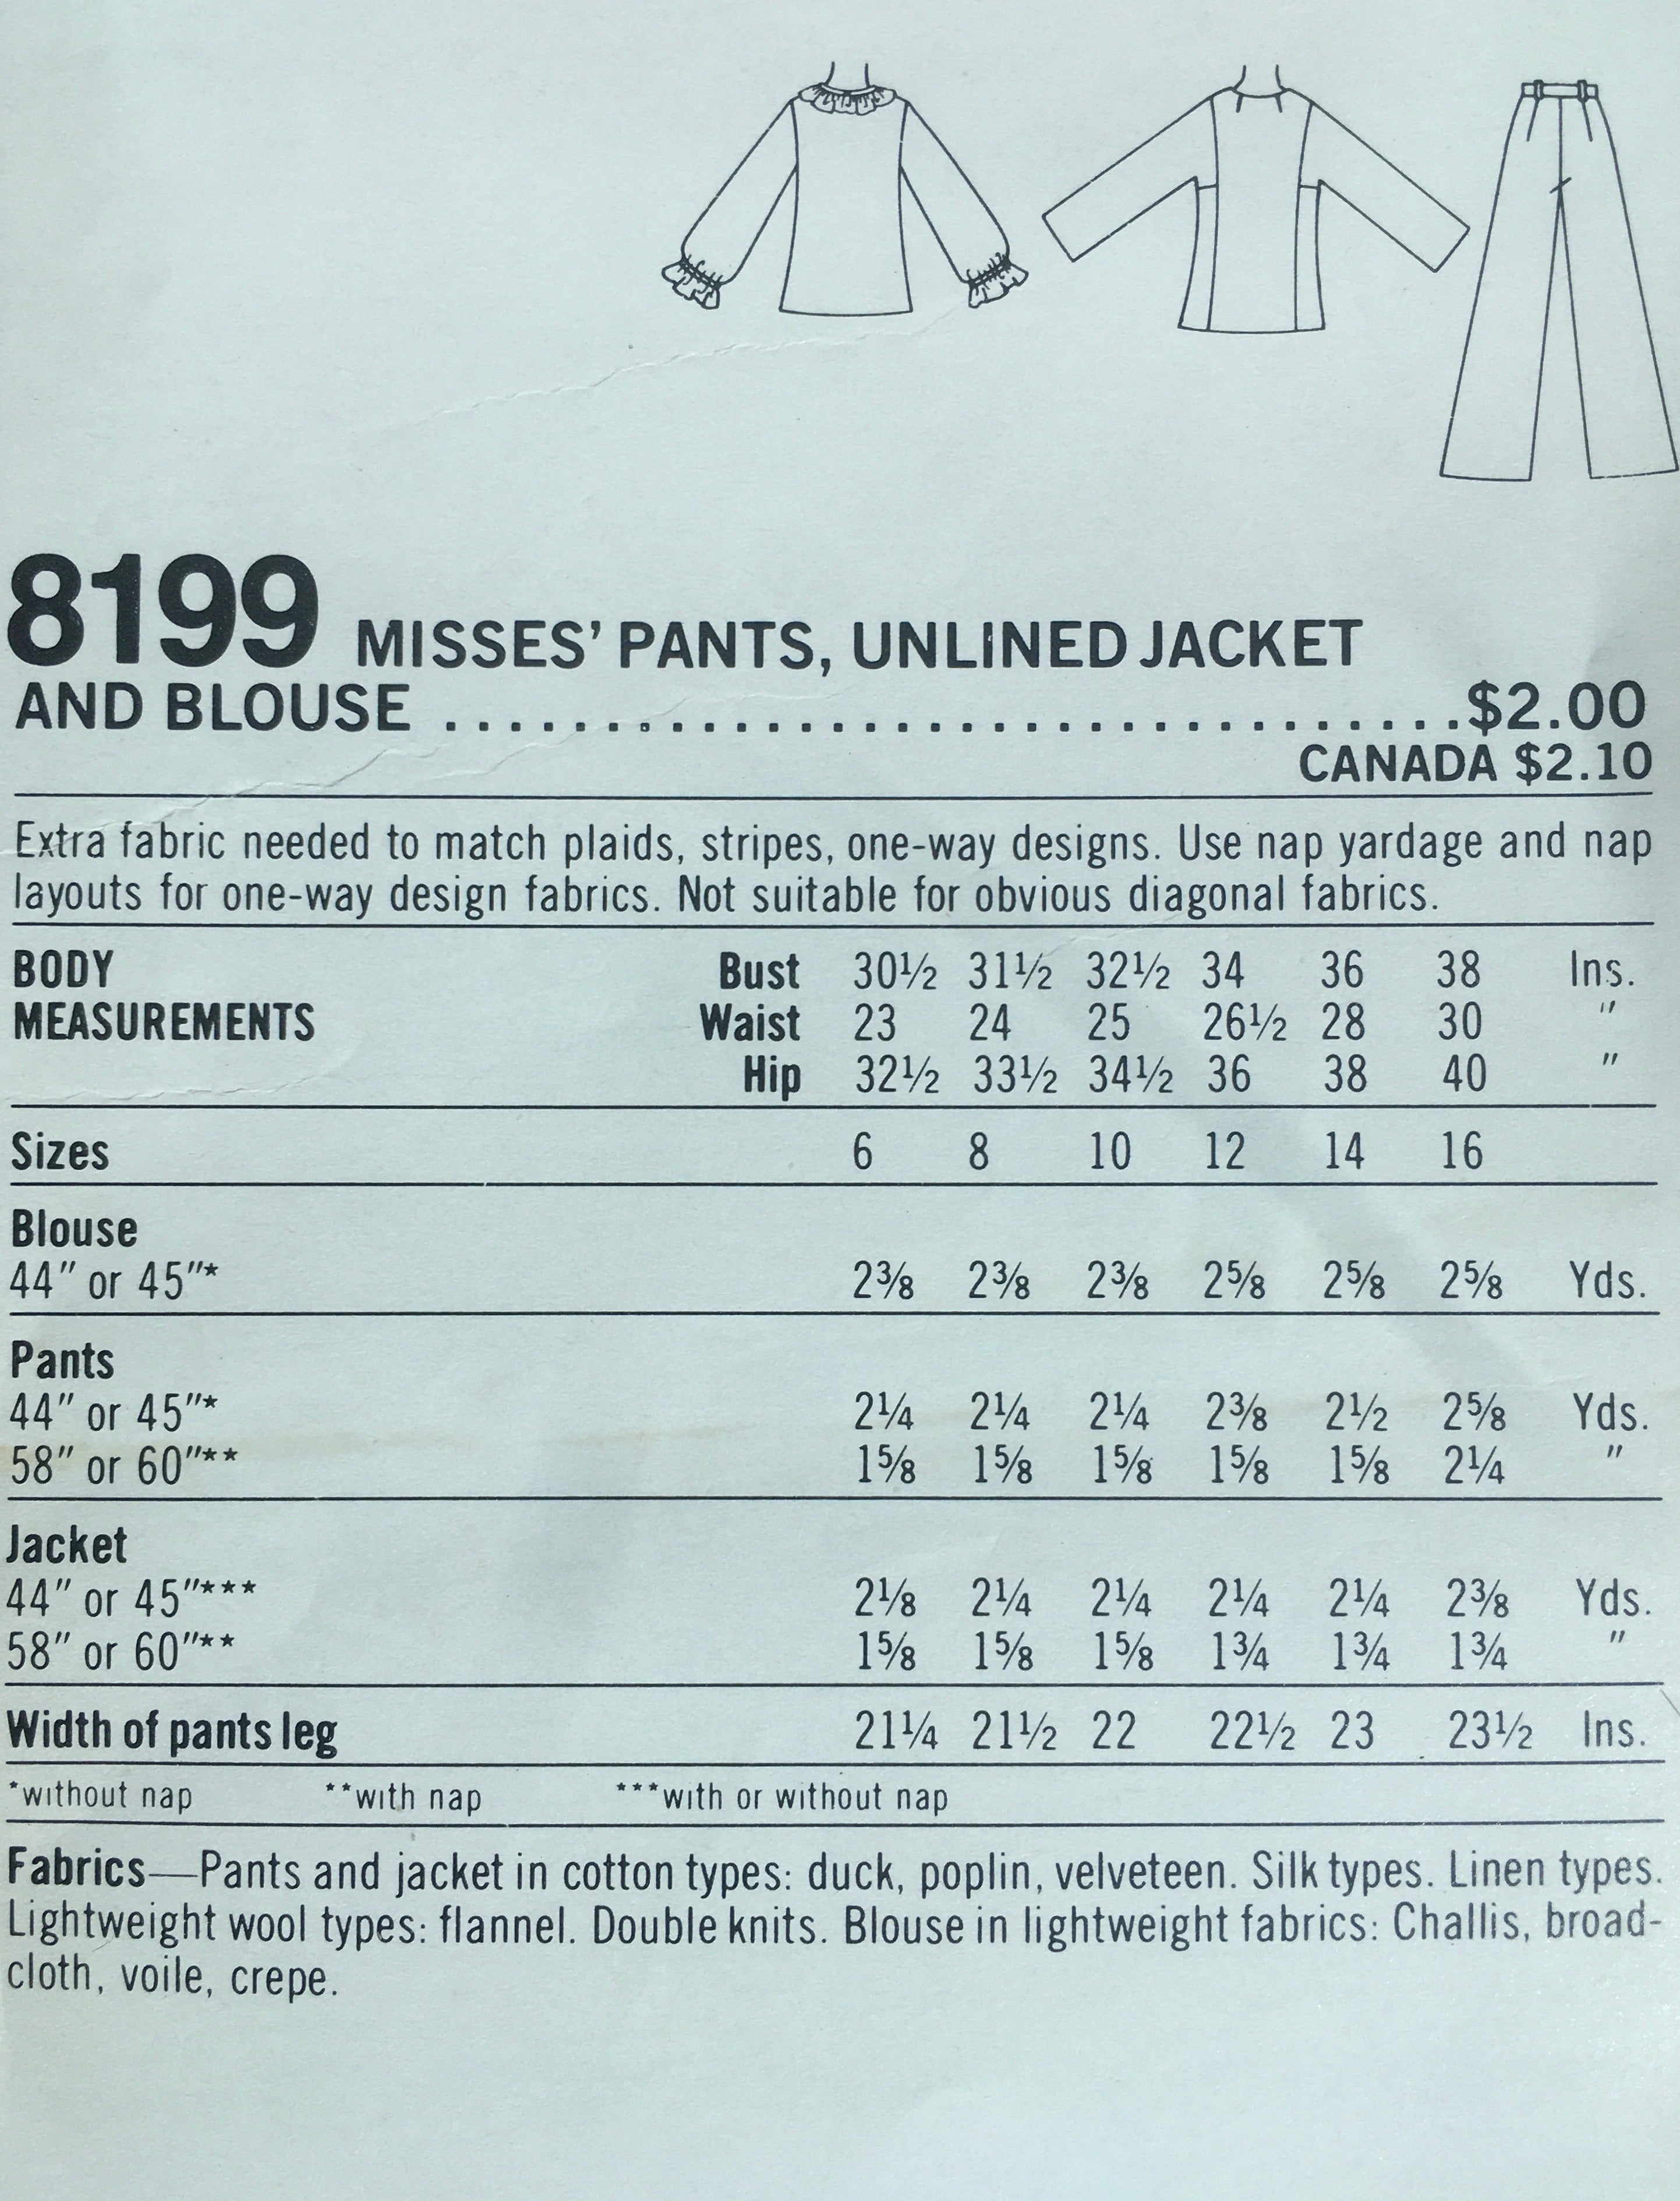 8199 MISSES' PANTS, UNLINED JACKET
AND BLOUSE ................................$2.00
CANADA $2.10
Extra fabric needed to match plaids, stripes, one-way designs. Use nap yardage and nap
layouts for one-way design fabrics. Not suitable for obvious diagonal fabrics.
BODY Bust 30½ 31½ 32½ 34 36 38 Ins.
MEASUREMENTS Waist 23 24 25 26½ 28 30 "
Hip 32½ 33½ 34½ 36 38 40 "
Sizes 6 8 10 12 14 16
Blouse
44" or 45"* 2⅜ 2⅜ 2⅜ 2⅝ 2⅝ 2⅝ Yds.
Pants
44" or 45"* 2¼ 2¼ 2¼ 2⅜ 2½ 2⅝ Yds.
58" or 60"** 1⅝ 1⅝ 1⅝ 1⅝ 1⅝ 2¼ "
Jacket
44" or 45"*** 2⅛ 2¼ 2¼ 2¼ 2¼ 2⅜ Yds.
58" or 60"** 1⅝ 1⅝ 1⅝ 1¾ 1¾ 1¾ "
Width of pants leg 21¼ 21½ 22 22½ 23 23½ Ins.
*without nap **with nap ***with or without nap
Fabrics—Pants and jacket in cotton types: duck, poplin, velveteen. Silk types. Linen types.
Lightweight wool types: flannel. Double knits. Blouse in lightweight fabrics: Challis, broad-
cloth, voile, crepe.